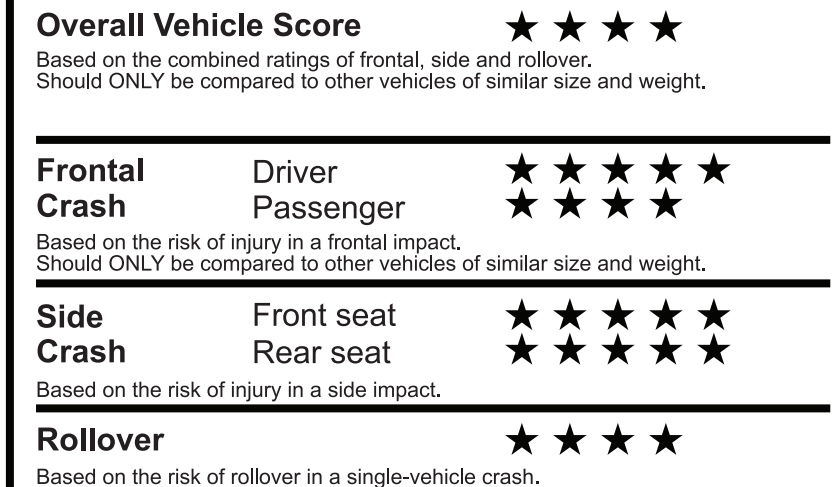 Overall Vehicle Score ★ ★ ★ ★
Based on the combined ratings of frontal, side and rollover.
Should ONLY be compared to other vehicles of similar size and weight.
Frontal Driver ★ ★ ★ ★ ★
Crash Passenger ★ ★ ★ ★
Based on the risk of injury in a frontal impact.
Should ONLY be compared to other vehicles of similar size and weight.
Side Front seat ★ ★ ★ ★ ★
Crash Rear seat ★ ★ ★ ★ ★
Based on the risk of injury in a side impact.
Rollover ★ ★ ★ ★
Based on the risk of rollover in a single-vehicle crash.